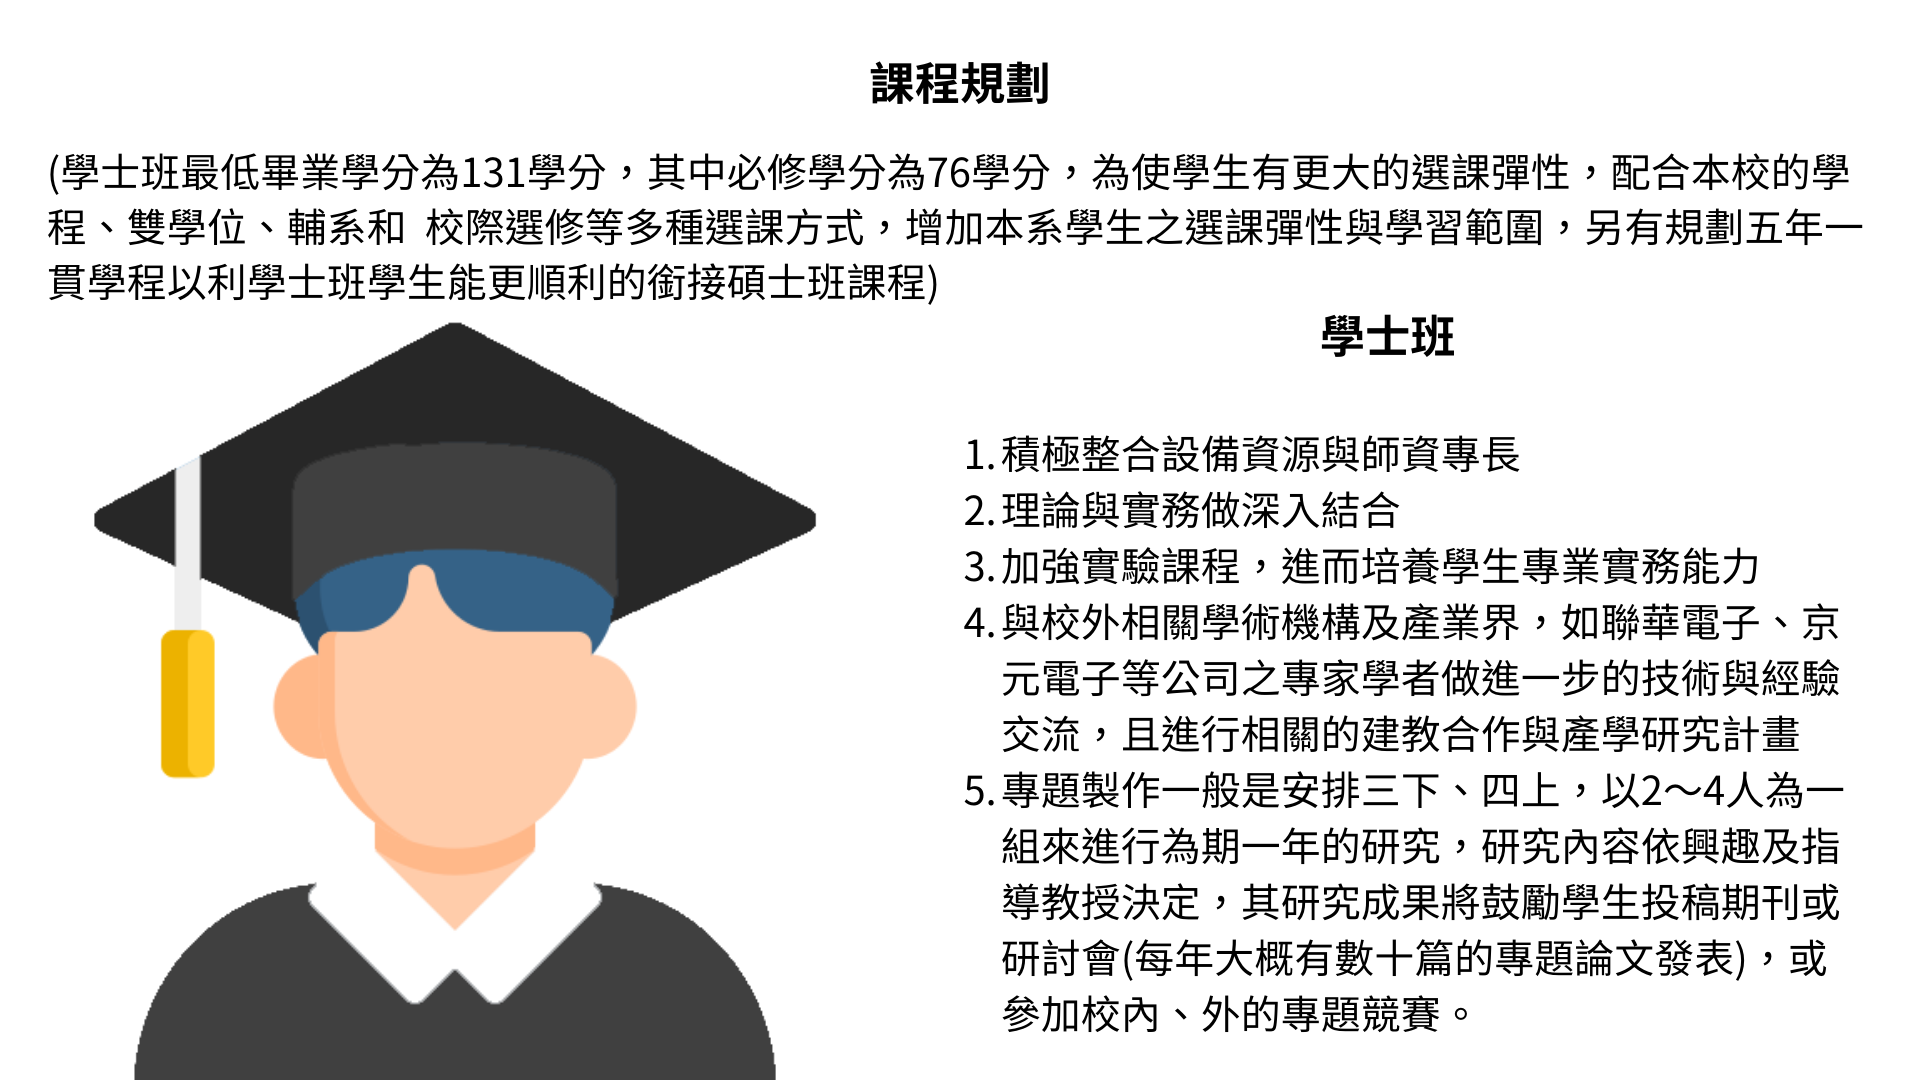 課程規劃
(學士班最低畢業學分為131學分，其中必修學分為76學分，為使學生有更大的選課彈性，配合本校的學
程、雙學位、輔系和 校際選修等多種選課方式，增加本系學生之選課彈性與學習範圍，另有規劃五年一
貫學程以利學士班學生能更順利的銜接碩士班課程)
學士班
1. 積極整合設備資源與師資專長
2. 理論與實務做深入結合
3. 加強實驗課程，進而培養學生專業實務能力
4. 與校外相關學術機構及產業界，如聯華電子、京
元電子等公司之專家學者做進一步的技術與經驗
交流，且進行相關的建教合作與產學研究計畫
5. 專題製作一般是安排三下、四上，以2～4人為一
組來進行為期一年的研究，研究內容依興趣及指
導教授決定，其研究成果將鼓勵學生投稿期刊或
研討會(每年大概有數十篇的專題論文發表)，或
參加校內、外的專題競賽。